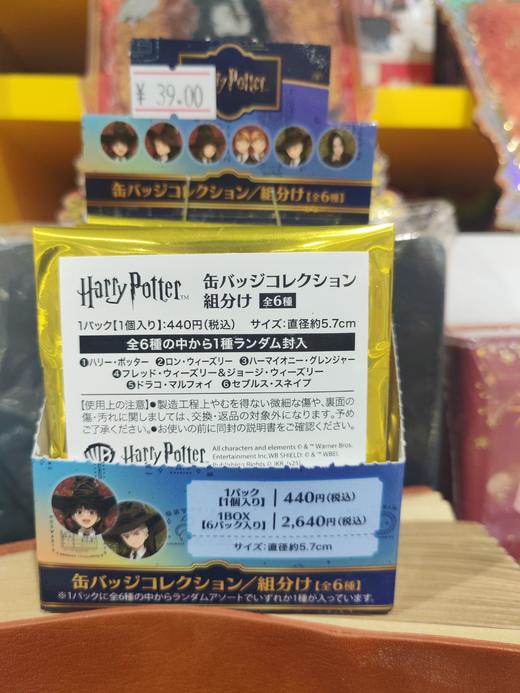 ¥ 39.00
Harry Potter
缶バッジコレクション/組分け【全6種】
Harry Potter™
缶バッジコレクション
組分け 全6種
1パック【1個入り】:440円(税込) サイズ:直径約5.7cm
全6種の中から1種ランダム封入
①ハリー・ポッター ②ロン・ウィーズリー ③ハーマイオニー・グレンジャー
④フレッド・ウィーズリー&ジョージ・ウィーズリー
⑤ドラコ・マルフォイ ⑥セブルス・スネイプ
【使用上の注意】●製造工程上やむを得ない微細な傷や、裏面の
傷・汚れに関しましては、交換・返品の対象外になります。予め
ご了承ください。●お使いの前に同封の説明書をご確認ください。
WB Harry Potter
All characters and elements © & ™ Warner Bros.
Entertainment Inc. WB SHIELD: © & ™ WBEI.
Publishing Rights © JKR. (s25)
1パック
【1個入り】 440円(税込)
1BOX
【6パック入り】 2,640円(税込)
サイズ:直径約5.7cm
缶バッジコレクション/組分け【全6種】
※1パックに全6種の中からランダムアソートでいずれか1種が入っています。